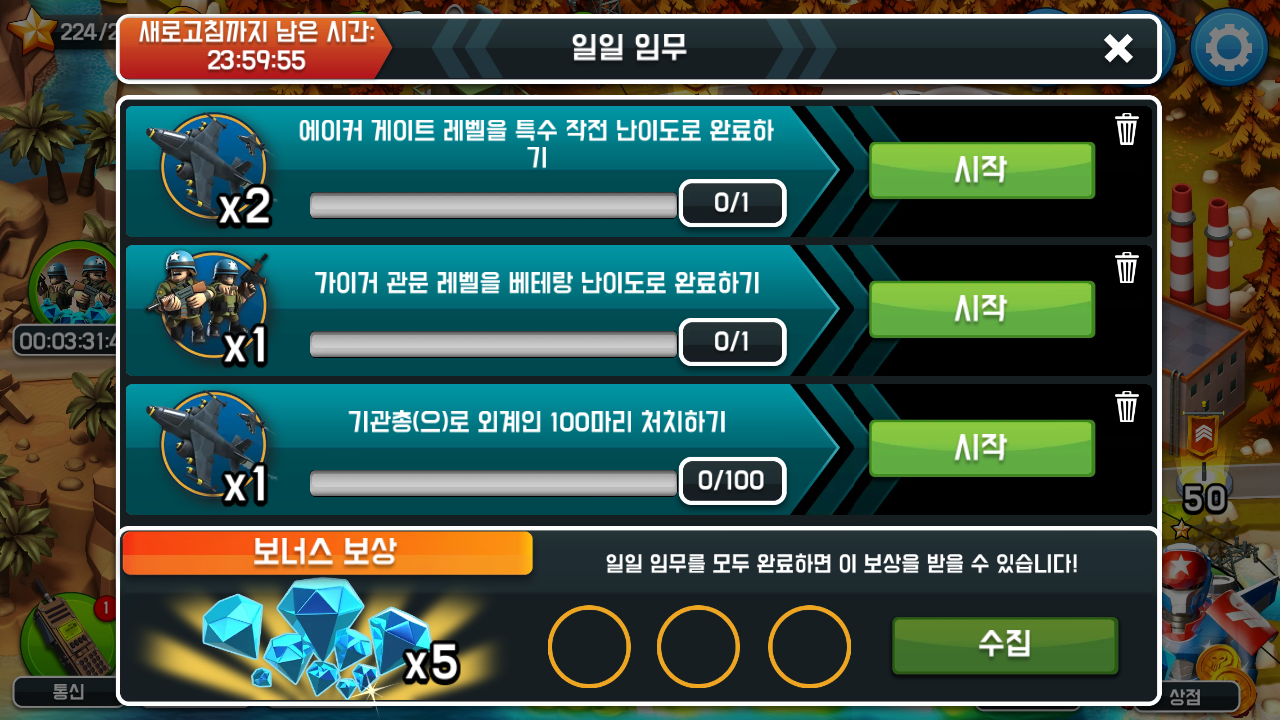 224/2
새로고침까지 남은 시간:
23:59:55
일일 임무
에이커 게이트 레벨을 특수 작전 난이도로 완료하
기
x2
0/1
시작
가이거 관문 레벨을 베테랑 난이도로 완료하기
x1
0/1
시작
00:03:31:4
기관총(으)로 외계인 100마리 처치하기
x1
0/100
시작
50
보너스 보상
일일 임무를 모두 완료하면 이 보상을 받을 수 있습니다!
x5
수집
1
통신
상점